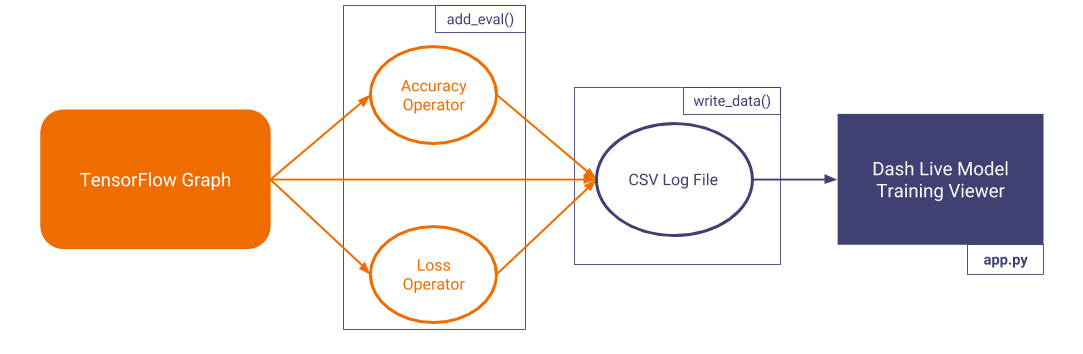 add_eval()
Accuracy
Operator
write_data()
TensorFlow Graph
CSV Log File
Dash Live Model
Training Viewer
Loss
Operator
app.py